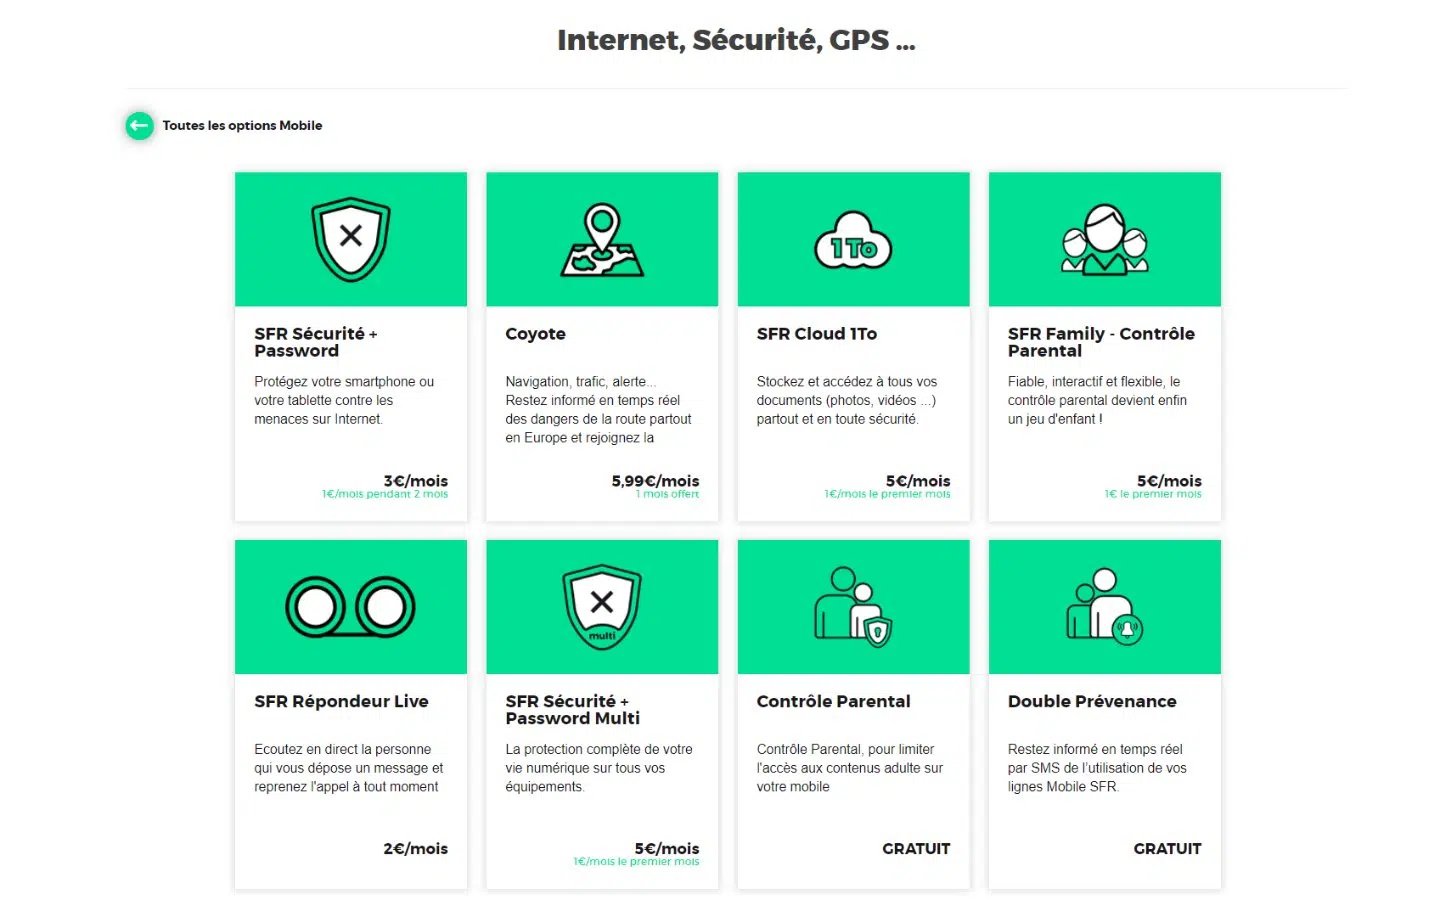 Internet, Sécurité, GPS ...
Toutes les options Mobile
1To
SFR Sécurité +
Password
Protégez votre smartphone ou
votre tablette contre les
menaces sur Internet.
3€/mois
1€/mois pendant 2 mois
Coyote
Navigation, trafic, alerte...
Restez informé en temps réel
des dangers de la route partout
en Europe et rejoignez la
5,99€/mois
1 mois offert
SFR Cloud 1To
Stockez et accédez à tous vos
documents (photos, vidéos ...)
partout et en toute sécurité.
5€/mois
1€/mois le premier mois
SFR Family - Contrôle
Parental
Fiable, interactif et flexible, le
contrôle parental devient enfin
un jeu d'enfant !
5€/mois
1€ le premier mois
SFR Répondeur Live
Ecoutez en direct la personne
qui vous dépose un message et
reprenez l'appel à tout moment
2€/mois
multi
SFR Sécurité +
Password Multi
La protection complète de votre
vie numérique sur tous vos
équipements.
5€/mois
1€/mois le premier mois
Contrôle Parental
Contrôle Parental, pour limiter
l'accès aux contenus adulte sur
votre mobile
GRATUIT
Double Prévenance
Restez informé en temps réel
par SMS de l'utilisation de vos
lignes Mobile SFR.
GRATUIT